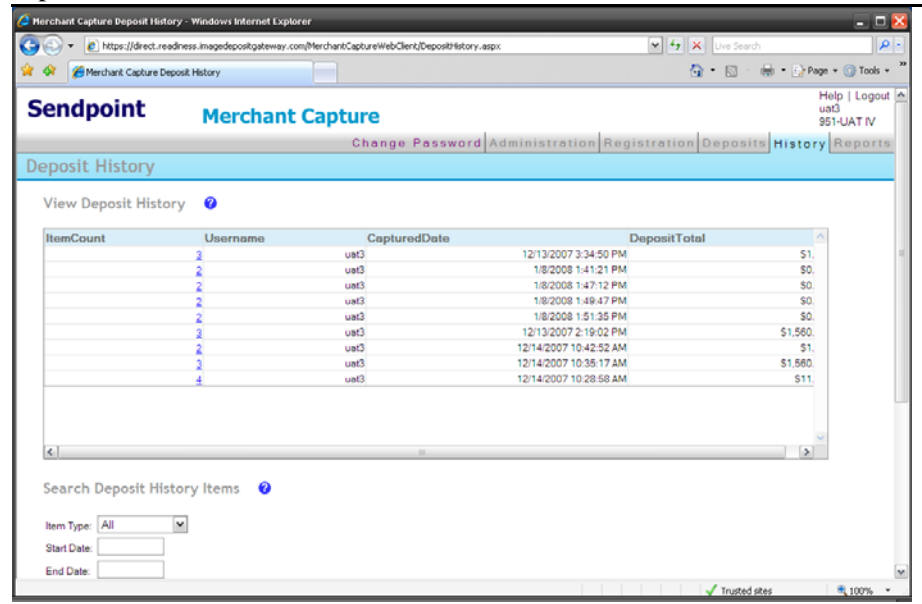 Merchant Capture Deposit History - Windows Internet Explorer
https://direct.readiness.imagedepositgateway.com/MerchantCaptureWebClient/DepositHistory.aspx
Live Search
Merchant Capture Deposit History
Page
Tools
Sendpoint
Merchant Capture
Help | Logout
uat3
951-UAT IV
Change Password Administration Registration Deposits History Reports
Deposit History
View Deposit History ?
ItemCount Username CapturedDate DepositTotal
3 uat3 12/13/2007 3:34:50 PM $1.
2 uat3 1/8/2008 1:41:21 PM $0.
2 uat3 1/8/2008 1:47:12 PM $0.
2 uat3 1/8/2008 1:49:47 PM $0.
2 uat3 1/8/2008 1:51:35 PM $0.
3 uat3 12/13/2007 2:19:02 PM $1,560.
2 uat3 12/14/2007 10:42:52 AM $1.
3 uat3 12/14/2007 10:35:17 AM $1,560.
4 uat3 12/14/2007 10:28:58 AM $11.
Search Deposit History Items ?
Item Type: All
Start Date:
End Date:
Trusted sites 100%